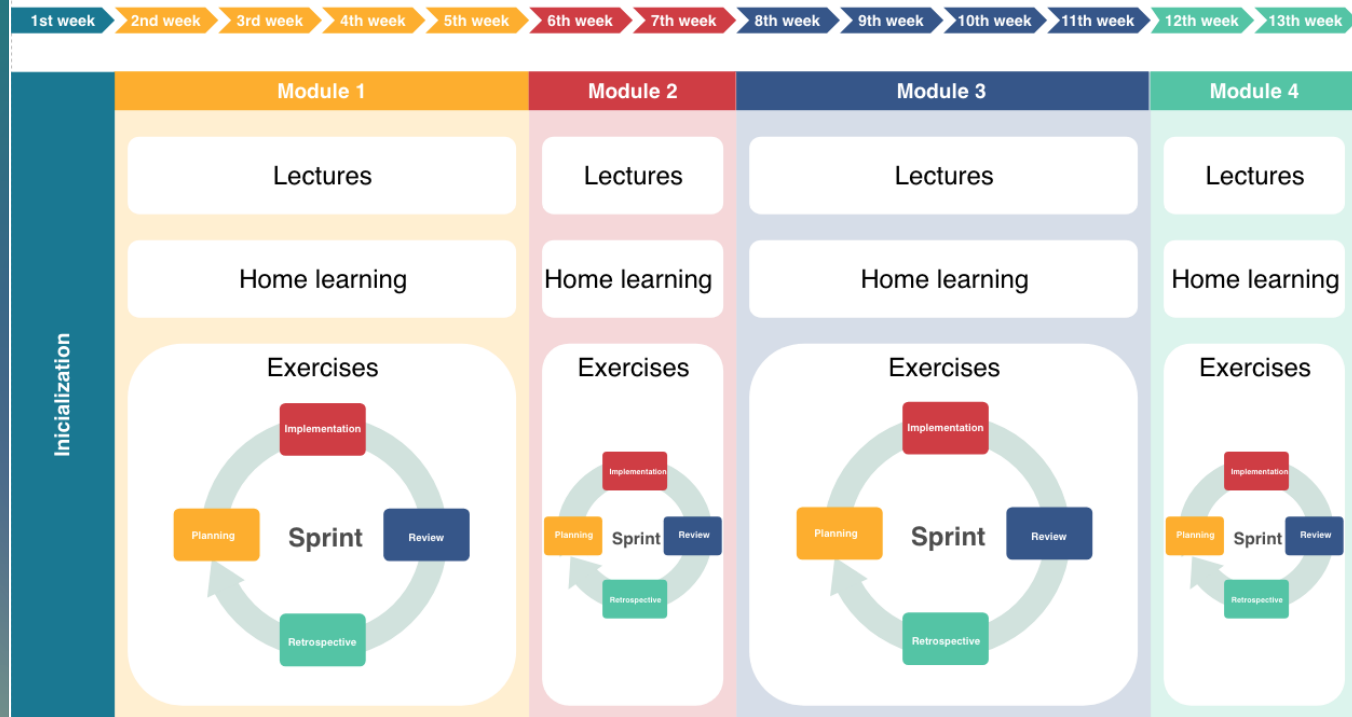 1st week
2nd week
3rd week
4th week
5th week
6th week
7th week
8th week
9th week
10th week
11th week
12th week
13th week
Inicialization
Module 1
Lectures
Home learning
Exercises
Implementation
Planning
Sprint
Review
Retrospective
Module 2
Lectures
Home learning
Exercises
Implementation
Planning
Sprint
Review
Retrospective
Module 3
Lectures
Home learning
Exercises
Implementation
Planning
Sprint
Review
Retrospective
Module 4
Lectures
Home learning
Exercises
Implementation
Planning
Sprint
Review
Retrospective